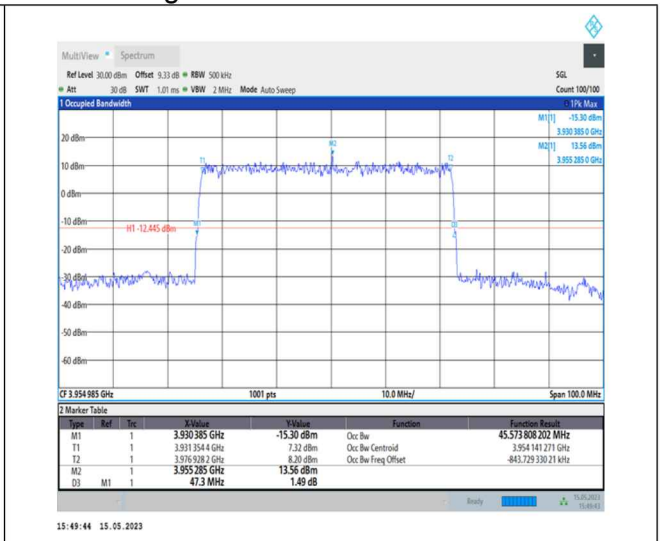 MultiView Spectrum
Ref Level 30.00 dBm Offset 9.33 dB RBW 500 kHz SGL
Att 30 dB SWT 1.01 ms VBW 2 MHz Mode Auto Sweep Count 100/100
1 Occupied Bandwidth 1Pk Max
M1[1] -15.30 dBm
3.930 385 0 GHz
M2[1] 13.56 dBm
3.955 285 0 GHz
20 dBm
M2
T1 T2
10 dBm
0 dBm
-10 dBm
H1 -12.445 dBm
M1
D3
-20 dBm
-30 dBm
-40 dBm
-50 dBm
-60 dBm
CF 3.954 985 GHz 1001 pts 10.0 MHz/ Span 100.0 MHz
2 Marker Table
Type Ref Trc X-Value Y-Value Function Function Result
M1 1 3.930 385 GHz -15.30 dBm Occ Bw 45.573 808 202 MHz
T1 1 3.931 354 4 GHz 7.32 dBm Occ Bw Centroid 3.954 141 271 GHz
T2 1 3.976 928 2 GHz 8.20 dBm Occ Bw Freq Offset -843.729 330 21 kHz
M2 1 3.955 285 GHz 13.56 dBm
D3 M1 1 47.3 MHz 1.49 dB
Ready 15.05.2023
15:49:43
15:49:44 15.05.2023